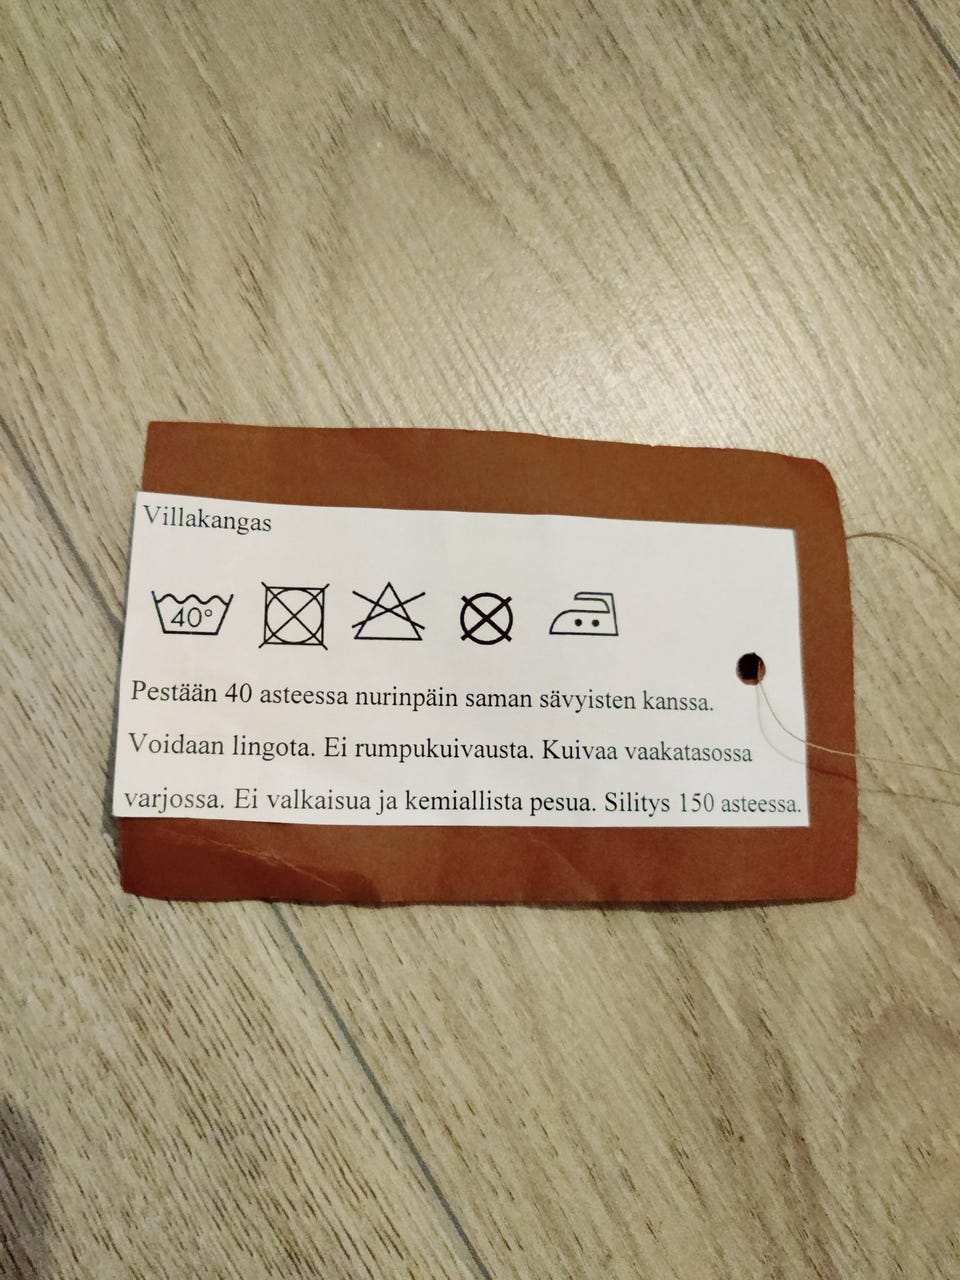 Villakangas
40°
Pestään 40 asteessa nurinpäin saman sävyisten kanssa.
Voidaan lingota. Ei rumpukuivausta. Kuivaa vaakatasossa
varjossa. Ei valkaisua ja kemiallista pesua. Silitys 150 asteessa.